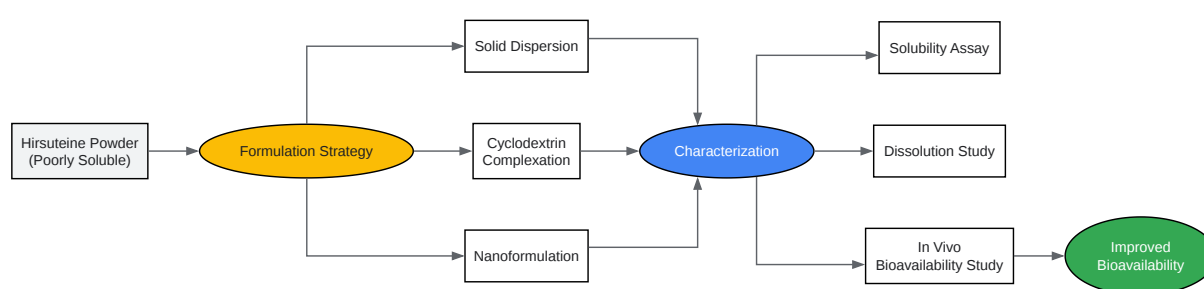 Hirsuteine Powder
(Poorly Soluble)
Formulation Strategy
Solid Dispersion
Cyclodextrin
Complexation
Nanoformulation
Characterization
Solubility Assay
Dissolution Study
In Vivo
Bioavailability Study
Improved
Bioavailability